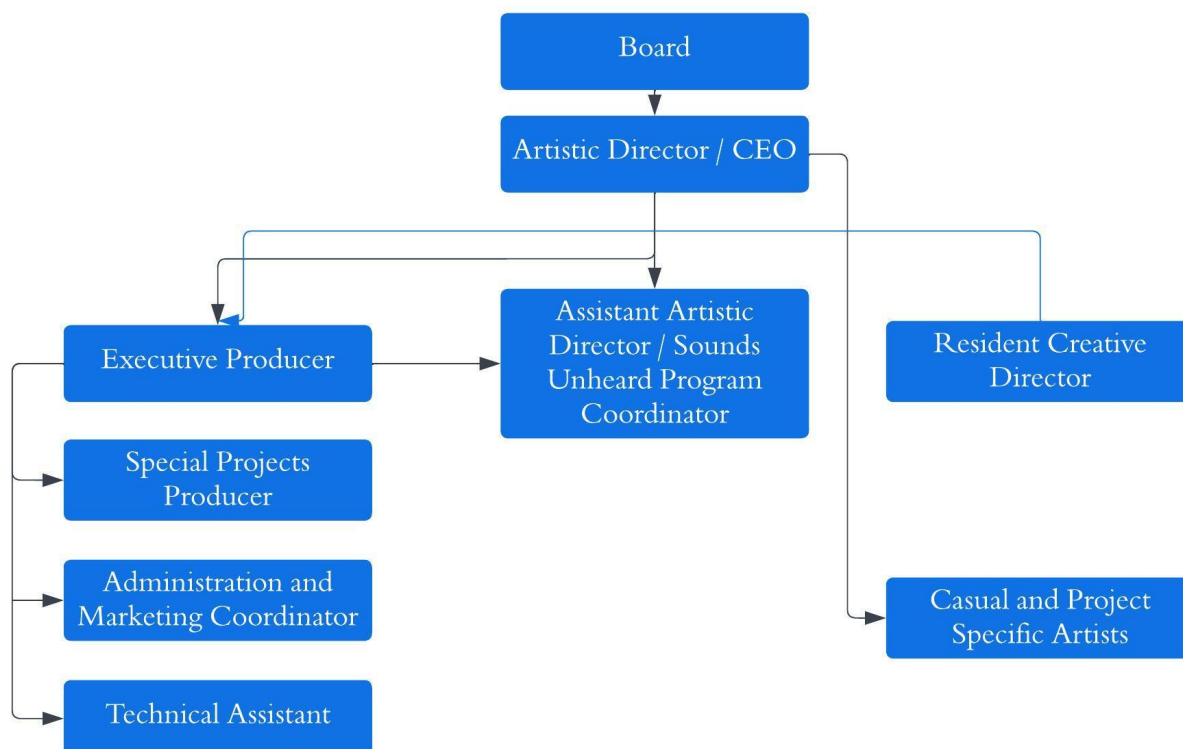 Board
Artistic Director / CEO
Assistant Artistic
Director / Sounds
Unheard Program
Coordinator
Executive Producer
Resident Creative
Director
Special Projects
Producer
Administration and
Marketing Coordinator
Casual and Project
Specific Artists
Technical Assistant